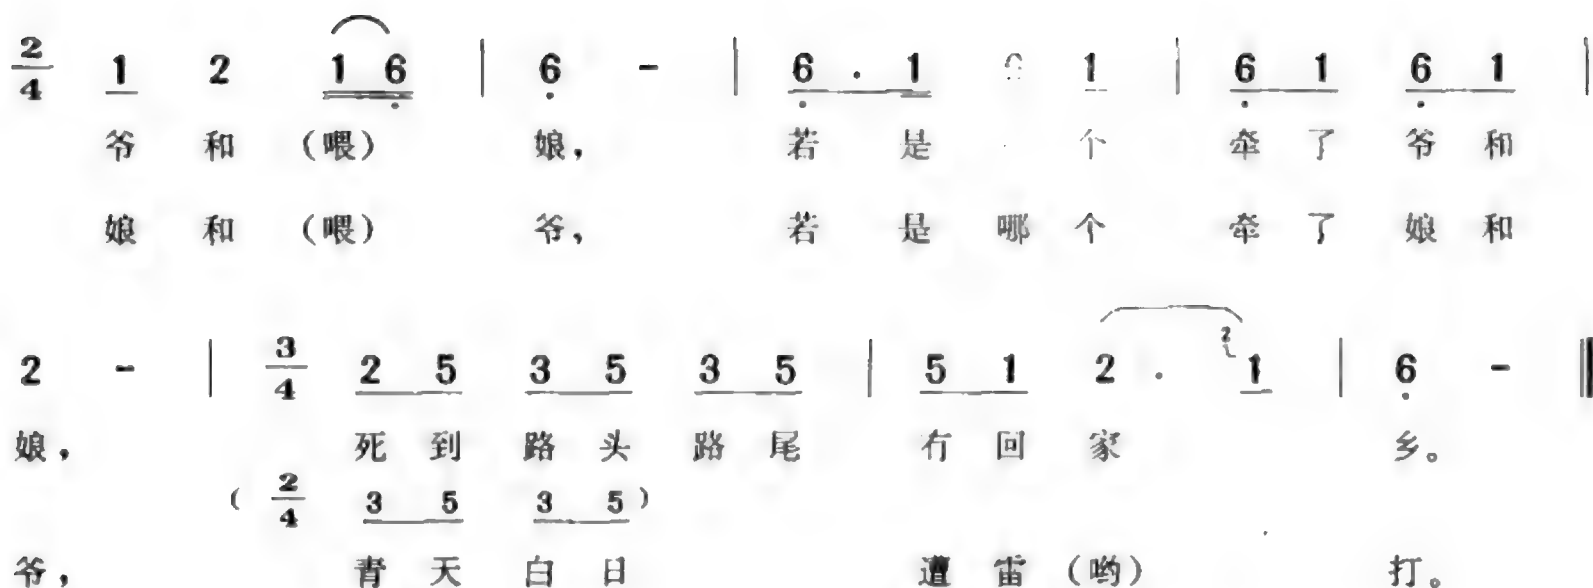 2/4 1 2 1 6 | 6 - | 6 . 1 1 | 6 1 6 1 |
爷 和 (喂) 娘, 若 是 个 牵 了 爷 和
娘 和 (喂) 爷, 若 是 哪 个 牵 了 娘 和
2 - | 3/4 2 5 3 5 3 5 | 5 1 2 . 2 1 | 6 - ‖
娘, 死 到 路 头 路 尾 冇 回 家 乡。
( 2/4 3 5 3 5 )
爷, 青 天 白 日 遭 雷 (哟) 打。